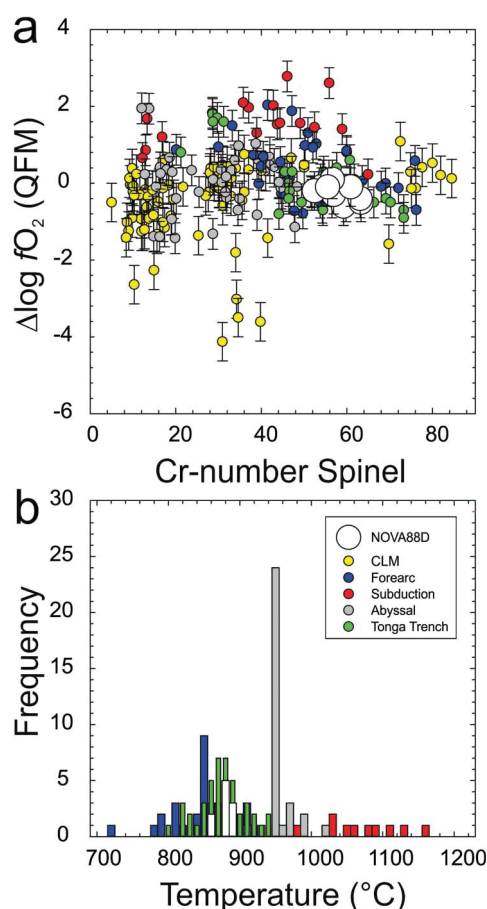 a
4
2
0
-2
-4
-6
Δlog fO2 (QFM)
0 20 40 60 80
Cr-number Spinel
b
30
25
20
15
10
5
0
Frequency
NOVA88D
CLM
Forearc
Subduction
Abyssal
Tonga Trench
700 800 900 1000 1100 1200
Temperature (°C)